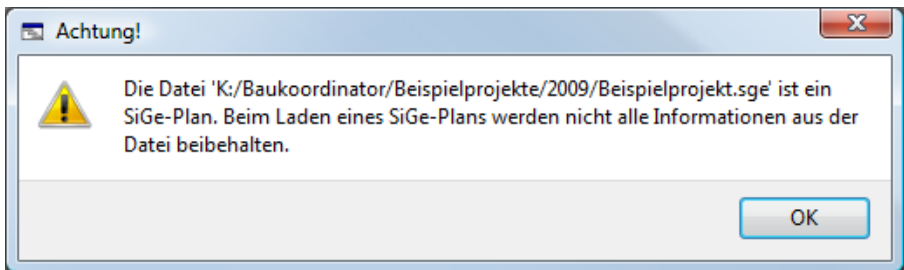 Achtung!
Die Datei 'K:/Baukoordinator/Beispielprojekte/2009/Beispielprojekt.sge' ist ein
SiGe-Plan. Beim Laden eines SiGe-Plans werden nicht alle Informationen aus der
Datei beibehalten.
OK